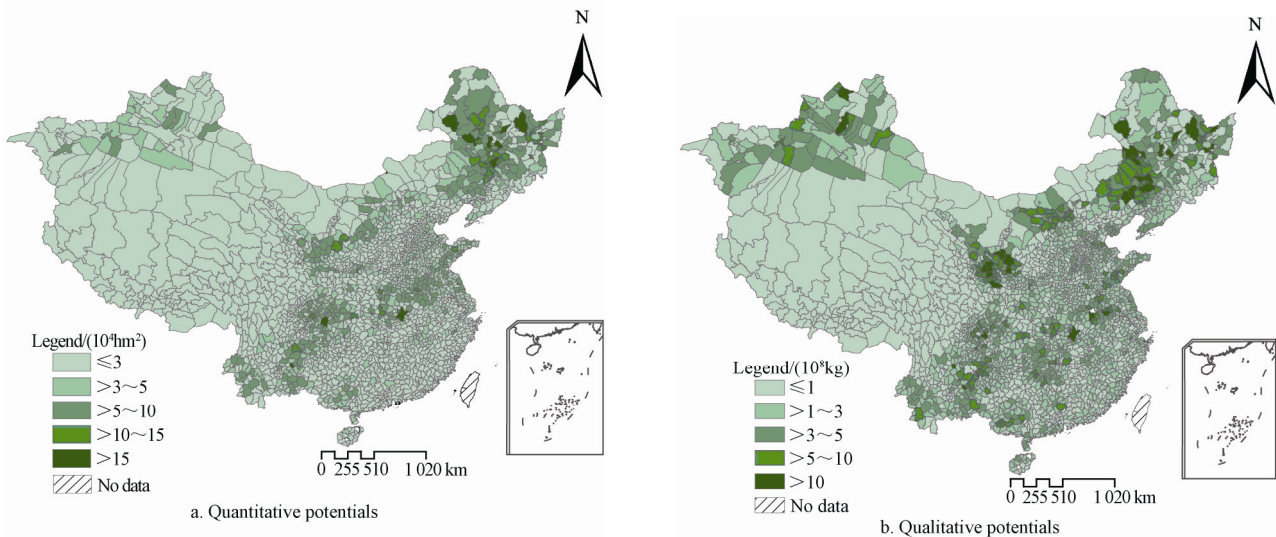 N
Legend/(10⁴hm²)
≤3
>3～5
>5～10
>10～15
>15
No data
0 255 510 1 020 km
a. Quantitative potentials
N
Legend/(10⁸kg)
≤1
>1～3
>3～5
>5～10
>10
No data
0 255 510 1 020 km
b. Qualitative potentials